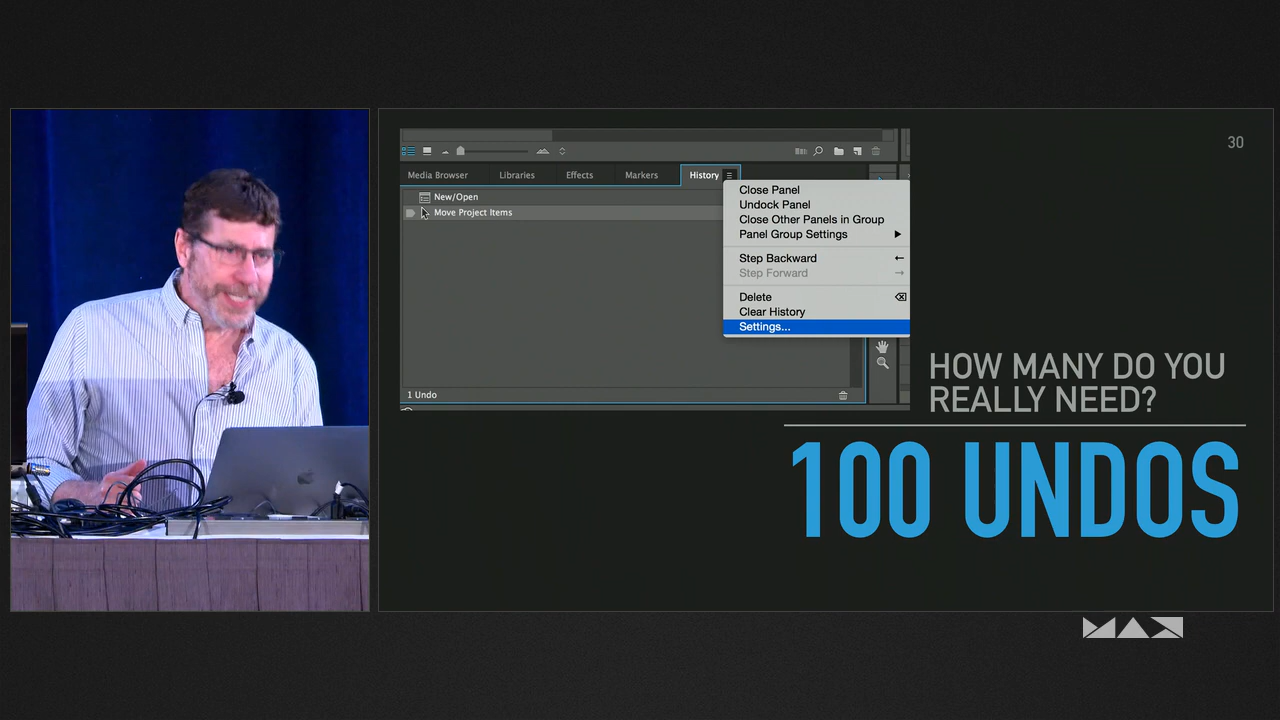 30
Media Browser
Libraries
Effects
Markers
History
New/Open
Move Project Items
Close Panel
Undock Panel
Close Other Panels in Group
Panel Group Settings
Step Backward
Step Forward
Delete
Clear History
Settings...
1 Undo
HOW MANY DO YOU
REALLY NEED?
100 UNDOS
MAX